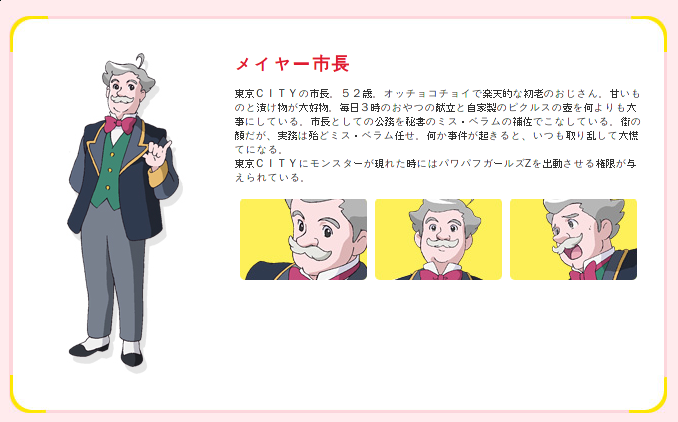 メイヤー市長
東京ＣＩＴＹの市長。５２歳。オッチョコチョイで楽天的な初老のおじさん。甘いも
のと漬け物が大好物。毎日３時のおやつの献立と自家製のピクルスの壺を何よりも大
事にしている。市長としての公務を秘書のミス・ベラムの補佐でこなしている。街の
顔だが、実務は殆どミス・ベラム任せ。何か事件が起きると、いつも取り乱して大慌
てになる。
東京ＣＩＴＹにモンスターが現れた時にはパワパフガールズZを出動させる権限が与
えられている。